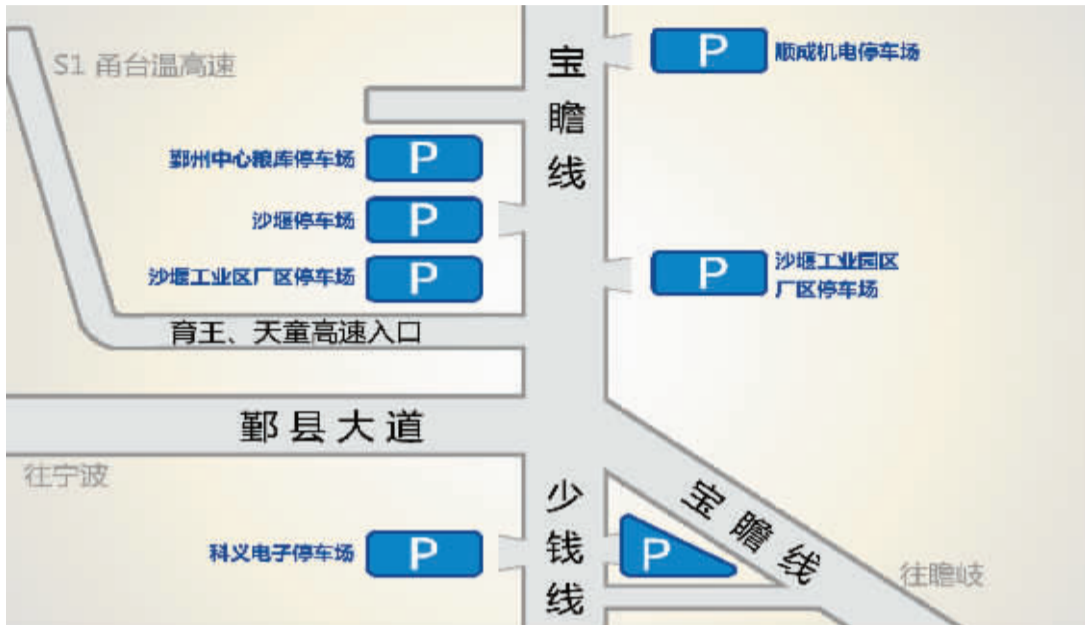 S1 甬台温高速
宝瞻线
P
顺成机电停车场
鄞州中心粮库停车场
P
沙堰停车场
P
沙堰工业区厂区停车场
P
P
沙堰工业园区
厂区停车场
育王、天童高速入口
鄞县大道
往宁波
少钱线
宝瞻线
科义电子停车场
P
P
往瞻岐